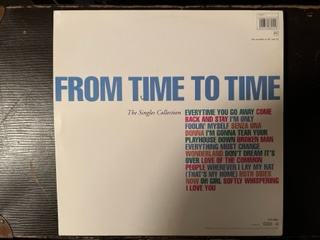 FROM TIME TO TIME
The Singles Collection
EVERYTIME YOU GO AWAY COME
BACK AND STAY I'M ONLY
FOOLIN' MYSELF SENZA UNA
DONNA I'M GONNA TEAR YOUR
PLAYHOUSE DOWN BROKEN MAN
EVERYTHING MUST CHANGE
WONDERLAND DON'T DREAM IT'S
OVER LOVE OF THE COMMON
PEOPLE WHEREVER I LAY MY HAT
(THAT'S MY HOME) BOTH SIDES
NOW OH GIRL SOFTLY WHISPERING
I LOVE YOU